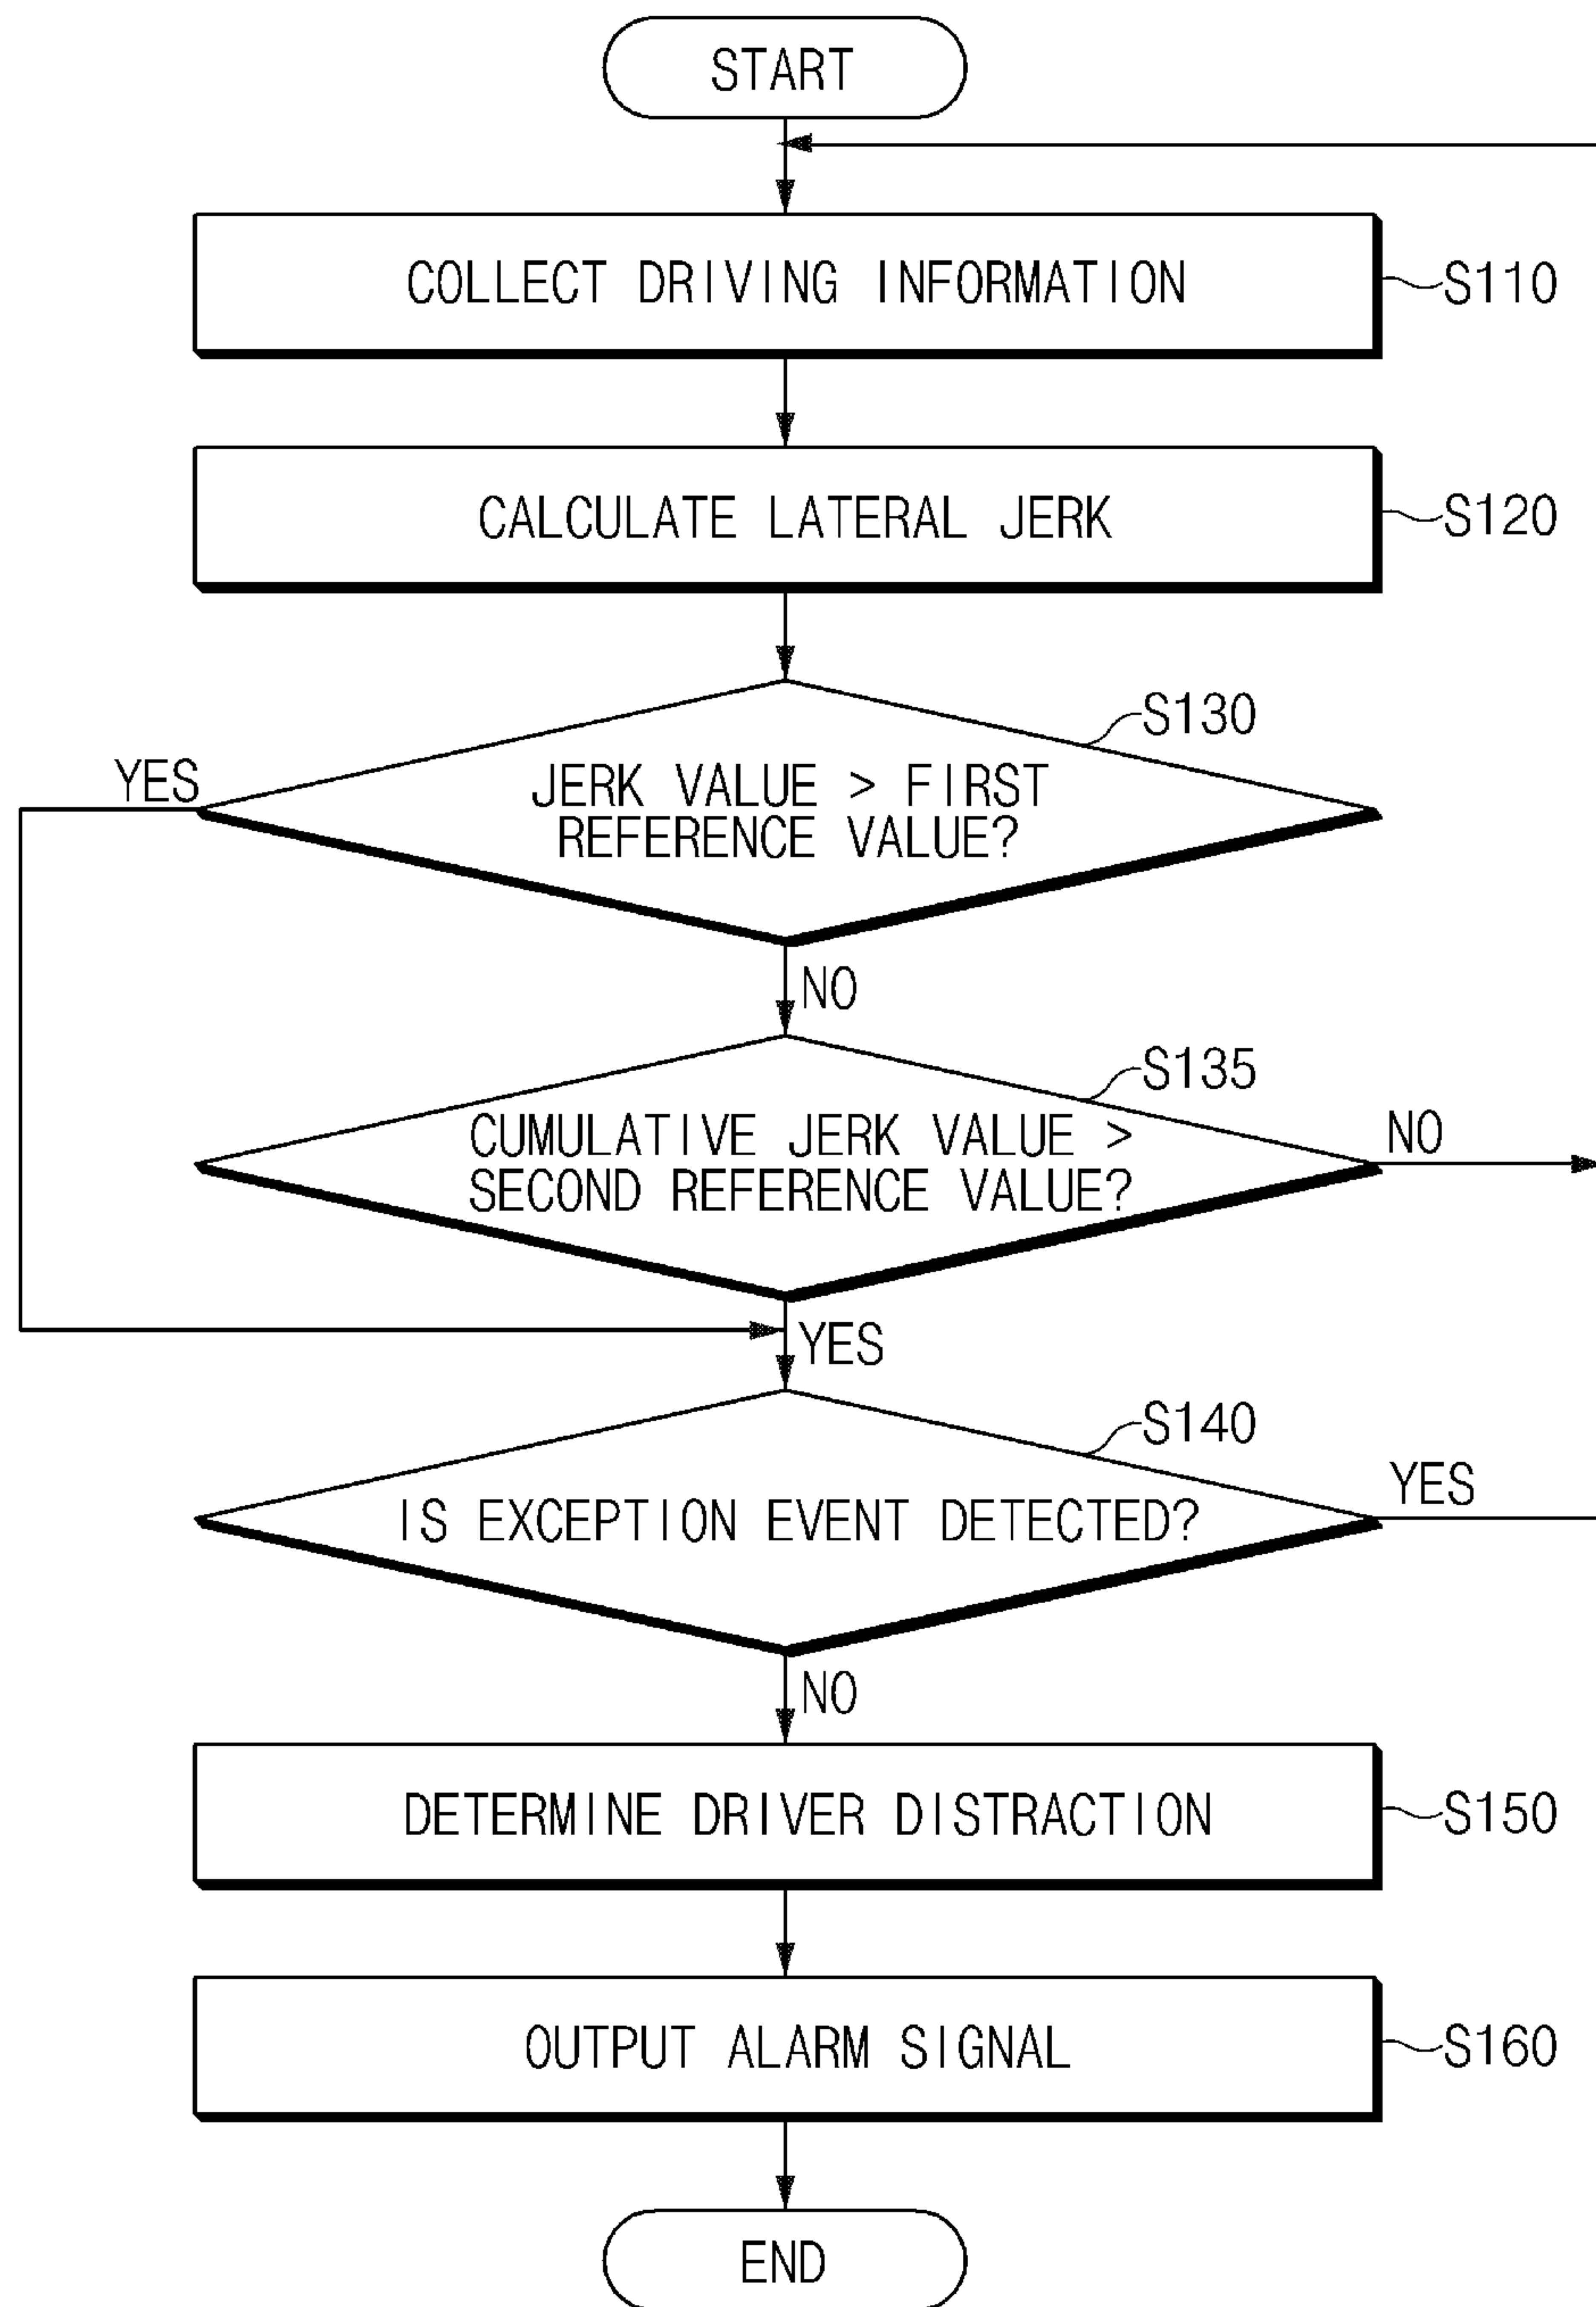 START
COLLECT DRIVING INFORMATION
S110
CALCULATE LATERAL JERK
S120
S130
YES
JERK VALUE > FIRST
REFERENCE VALUE?
NO
S135
CUMULATIVE JERK VALUE >
SECOND REFERENCE VALUE?
NO
YES
S140
IS EXCEPTION EVENT DETECTED?
YES
NO
DETERMINE DRIVER DISTRACTION
S150
OUTPUT ALARM SIGNAL
S160
END